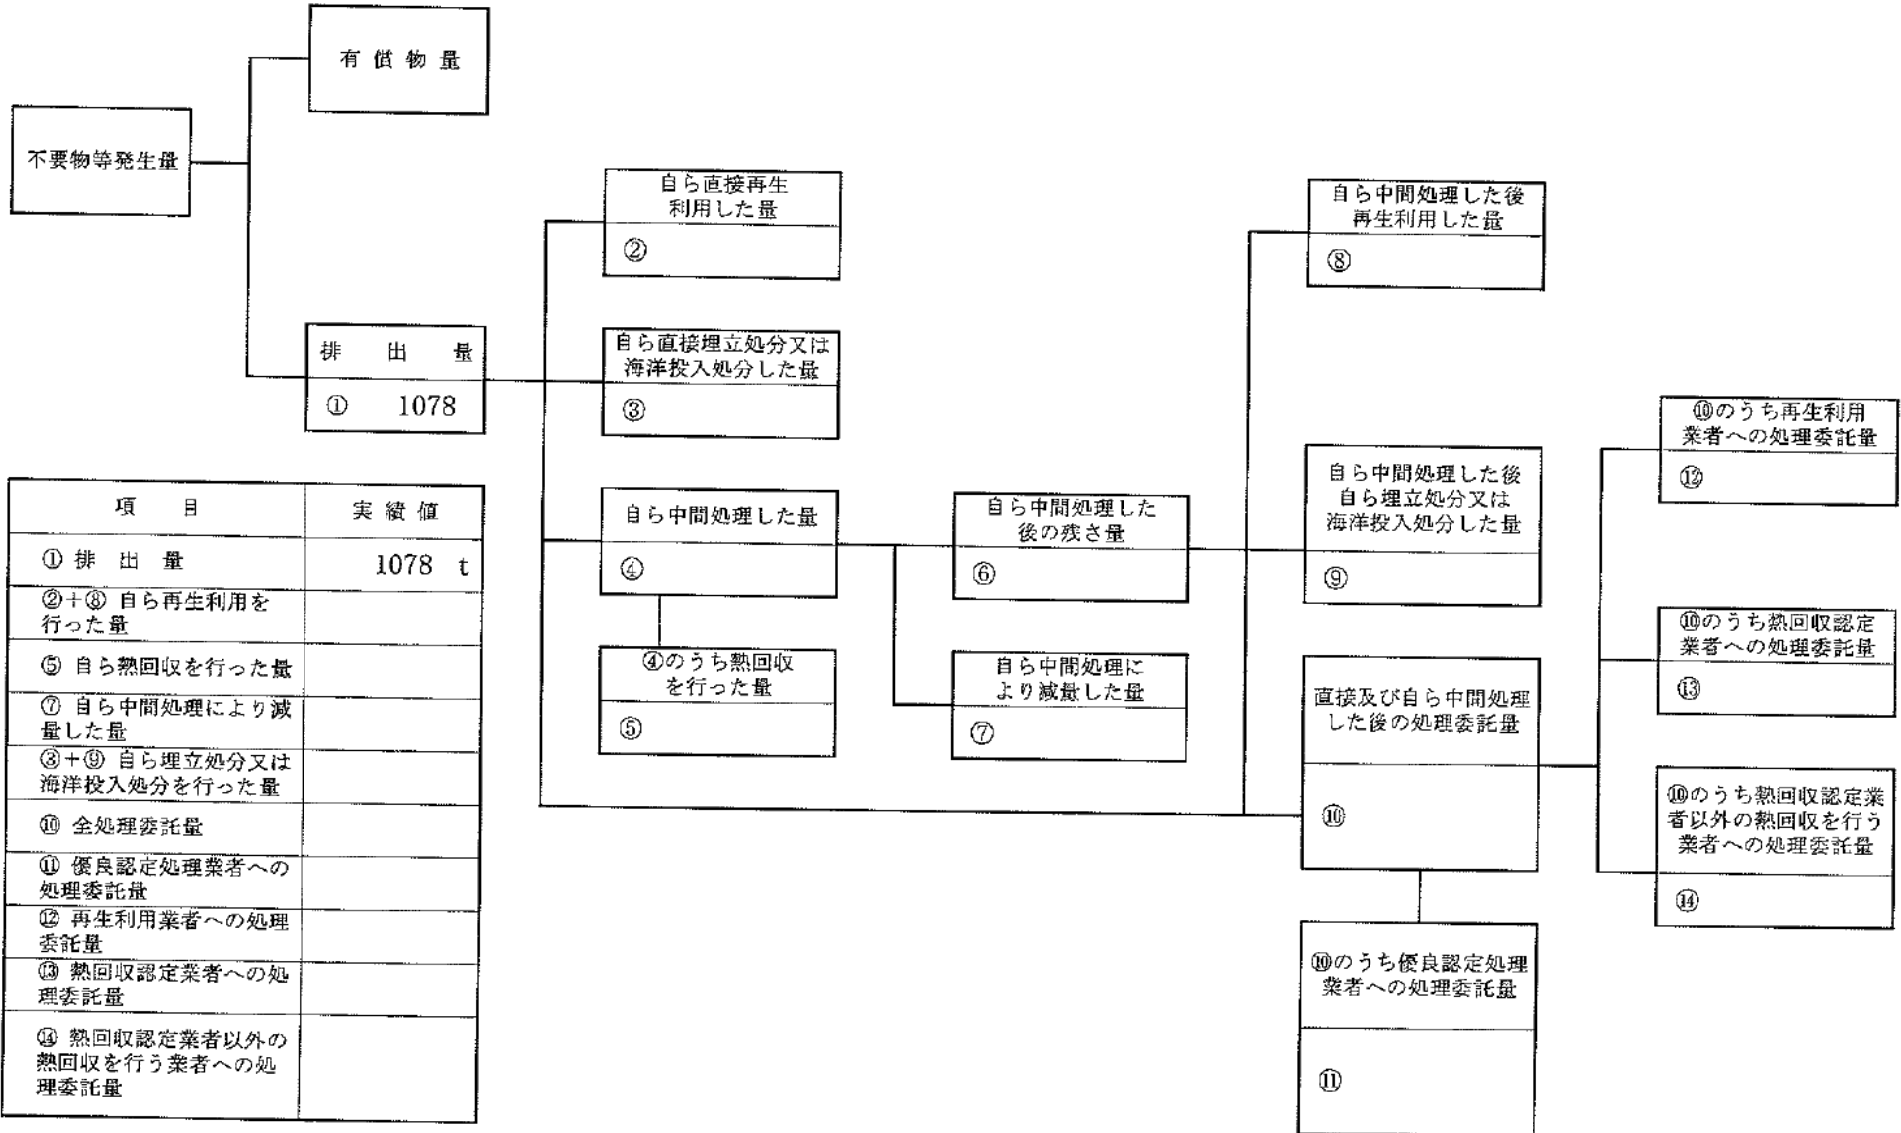 有償物量
不要物等発生量
排出量
① 1078
自ら直接再生
利用した量
②
自ら直接埋立処分又は
海洋投入処分した量
③
自ら中間処理した量
④
④のうち熱回収
を行った量
⑤
自ら中間処理した
後の残さ量
⑥
自ら中間処理に
より減量した量
⑦
自ら中間処理した後
再生利用した量
⑧
自ら中間処理した後
自ら埋立処分又は
海洋投入処分した量
⑨
直接及び自ら中間処理
した後の処理委託量
⑩
⑩のうち優良認定処理
業者への処理委託量
⑪
⑩のうち再生利用
業者への処理委託量
⑫
⑩のうち熱回収認定
業者への処理委託量
⑬
⑩のうち熱回収認定業
者以外の熱回収を行う
業者への処理委託量
⑭
項目 実績値
①排出量 1078 t
②+⑧ 自ら再生利用を
行った量
⑤ 自ら熱回収を行った量
⑦ 自ら中間処理により減
量した量
③+⑨ 自ら埋立処分又は
海洋投入処分を行った量
⑩ 全処理委託量
⑪ 優良認定処理業者への
処理委託量
⑫ 再生利用業者への処理
委託量
⑬ 熱回収認定業者への処
理委託量
⑭ 熱回収認定業者以外の
熱回収を行う業者への処
理委託量